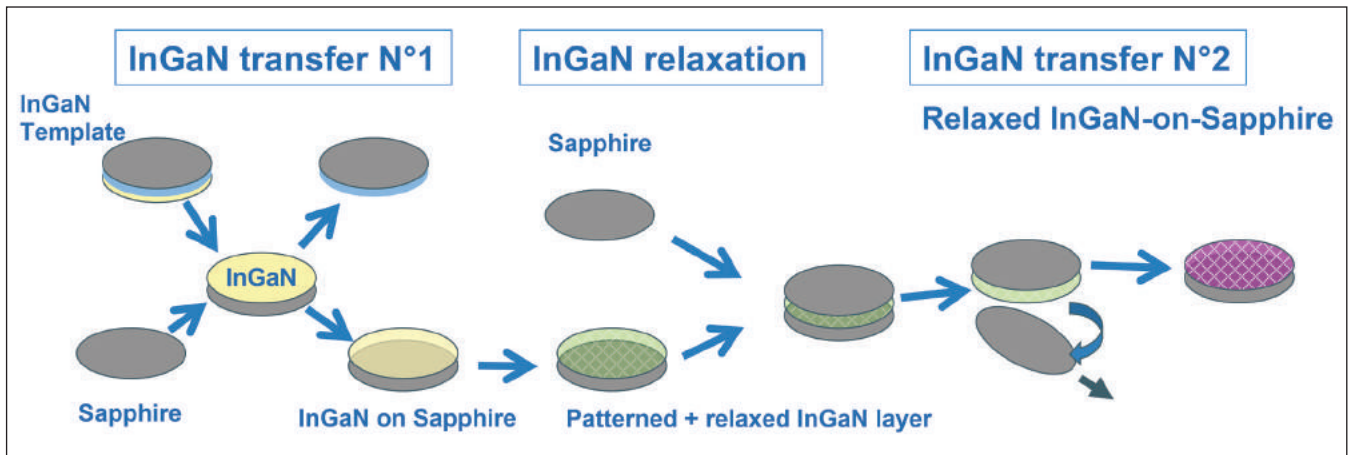 InGaN transfer N°1
InGaN relaxation
InGaN transfer N°2
Relaxed InGaN-on-Sapphire
InGaN
Template
Sapphire
InGaN
Sapphire
InGaN on Sapphire
Patterned + relaxed InGaN layer